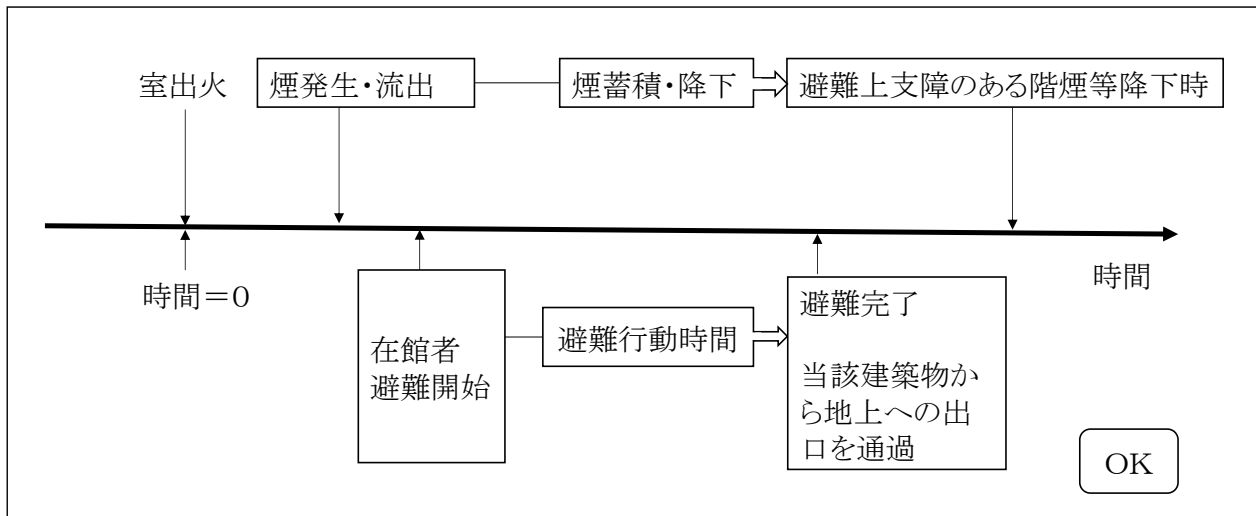 室出火
煙発生・流出
煙蓄積・降下
避難上支障のある階煙等降下時
時間＝0
時間
在館者
避難開始
避難行動時間
避難完了
当該建築物か
ら地上への出
口を通過
OK